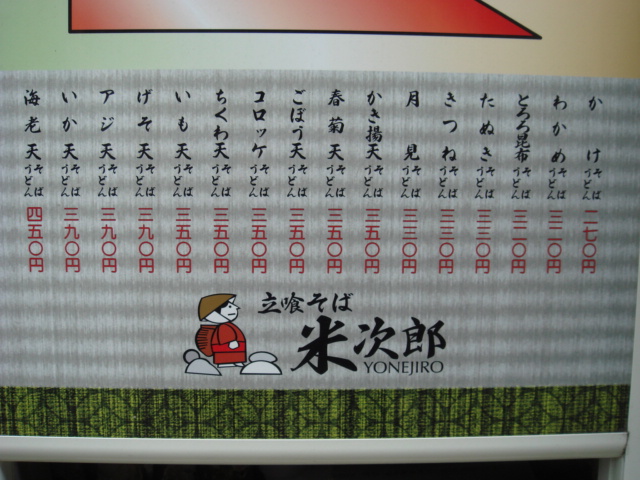 かけそばうどん 二七〇円
わかめそばうどん 三二〇円
とろろ昆布そばうどん 三二〇円
たぬきそばうどん 三三〇円
きつねそばうどん 三三〇円
月見そばうどん 三三〇円
かき揚天そばうどん 三五〇円
春菊天そばうどん 三五〇円
ごぼう天そばうどん 三五〇円
コロッケそばうどん 三五〇円
ちくわ天そばうどん 三五〇円
いも天そばうどん 三五〇円
げそ天そばうどん 三九〇円
アジ天そばうどん 三九〇円
いか天そばうどん 三九〇円
海老天そばうどん 四五〇円
立喰そば
米次郎
YONEJIRO